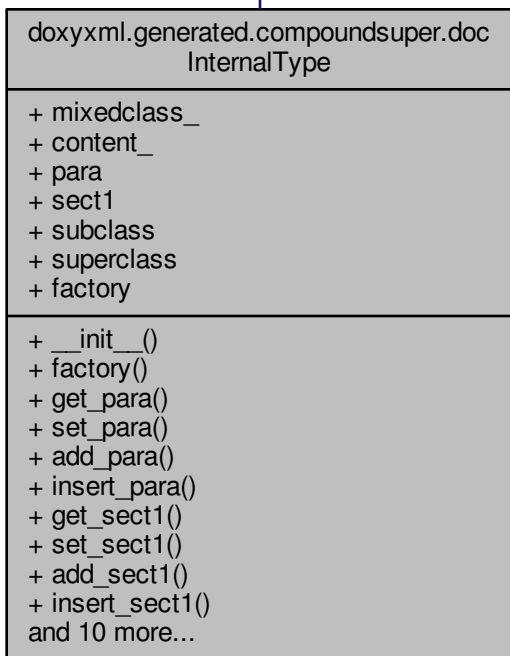 doxyxml.generated.compoundsuper.doc
InternalType
+ mixedclass_
+ content_
+ para
+ sect1
+ subclass
+ superclass
+ factory
+ __init__()
+ factory()
+ get_para()
+ set_para()
+ add_para()
+ insert_para()
+ get_sect1()
+ set_sect1()
+ add_sect1()
+ insert_sect1()
and 10 more...